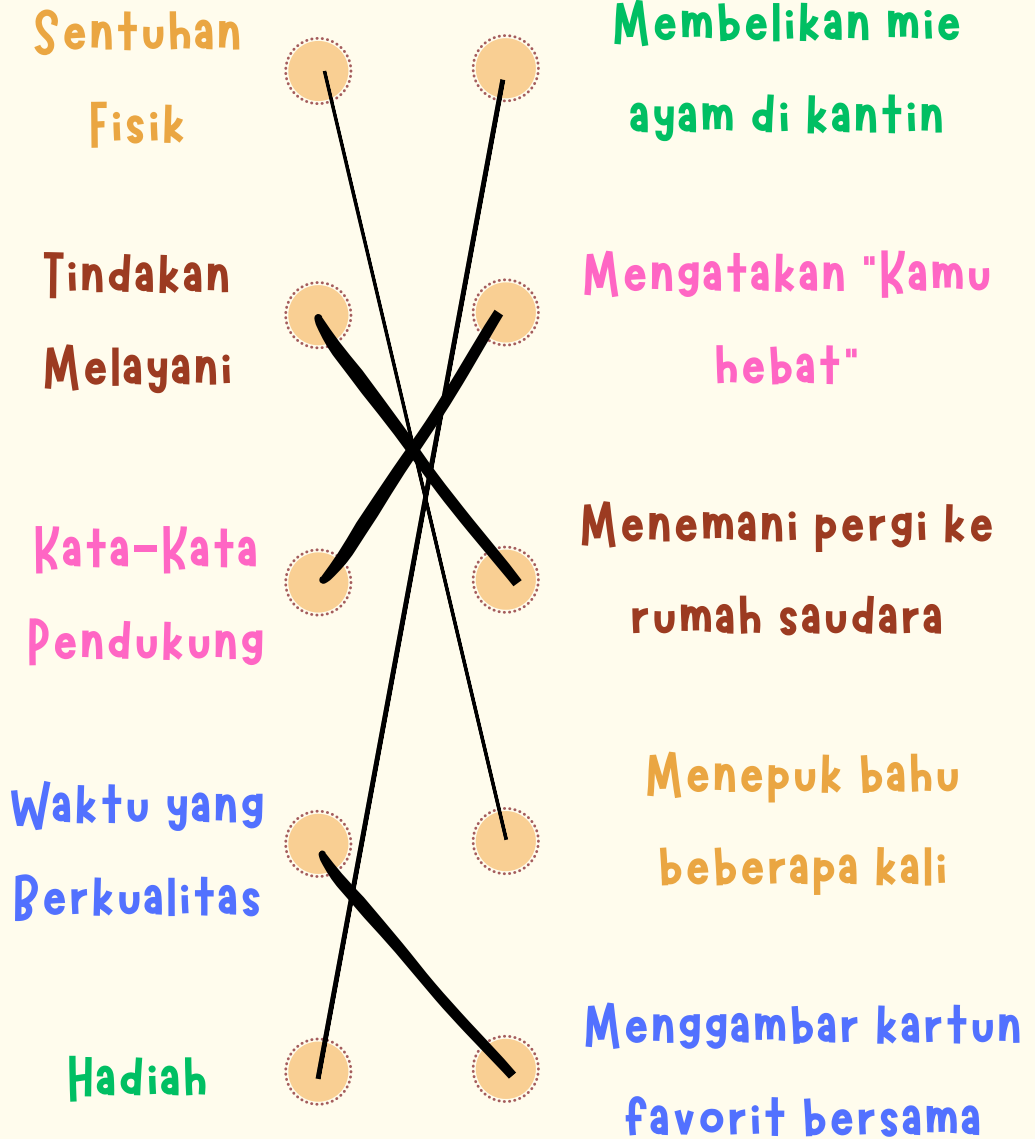 Sentuhan
Fisik
Membelikan mie
ayam di kantin
Tindakan
Melayani
Mengatakan "Kamu
hebat"
Kata-Kata
Pendukung
Menemani pergi ke
rumah saudara
Waktu yang
Berkualitas
Menepuk bahu
beberapa kali
Hadiah
Menggambar kartun
favorit bersama